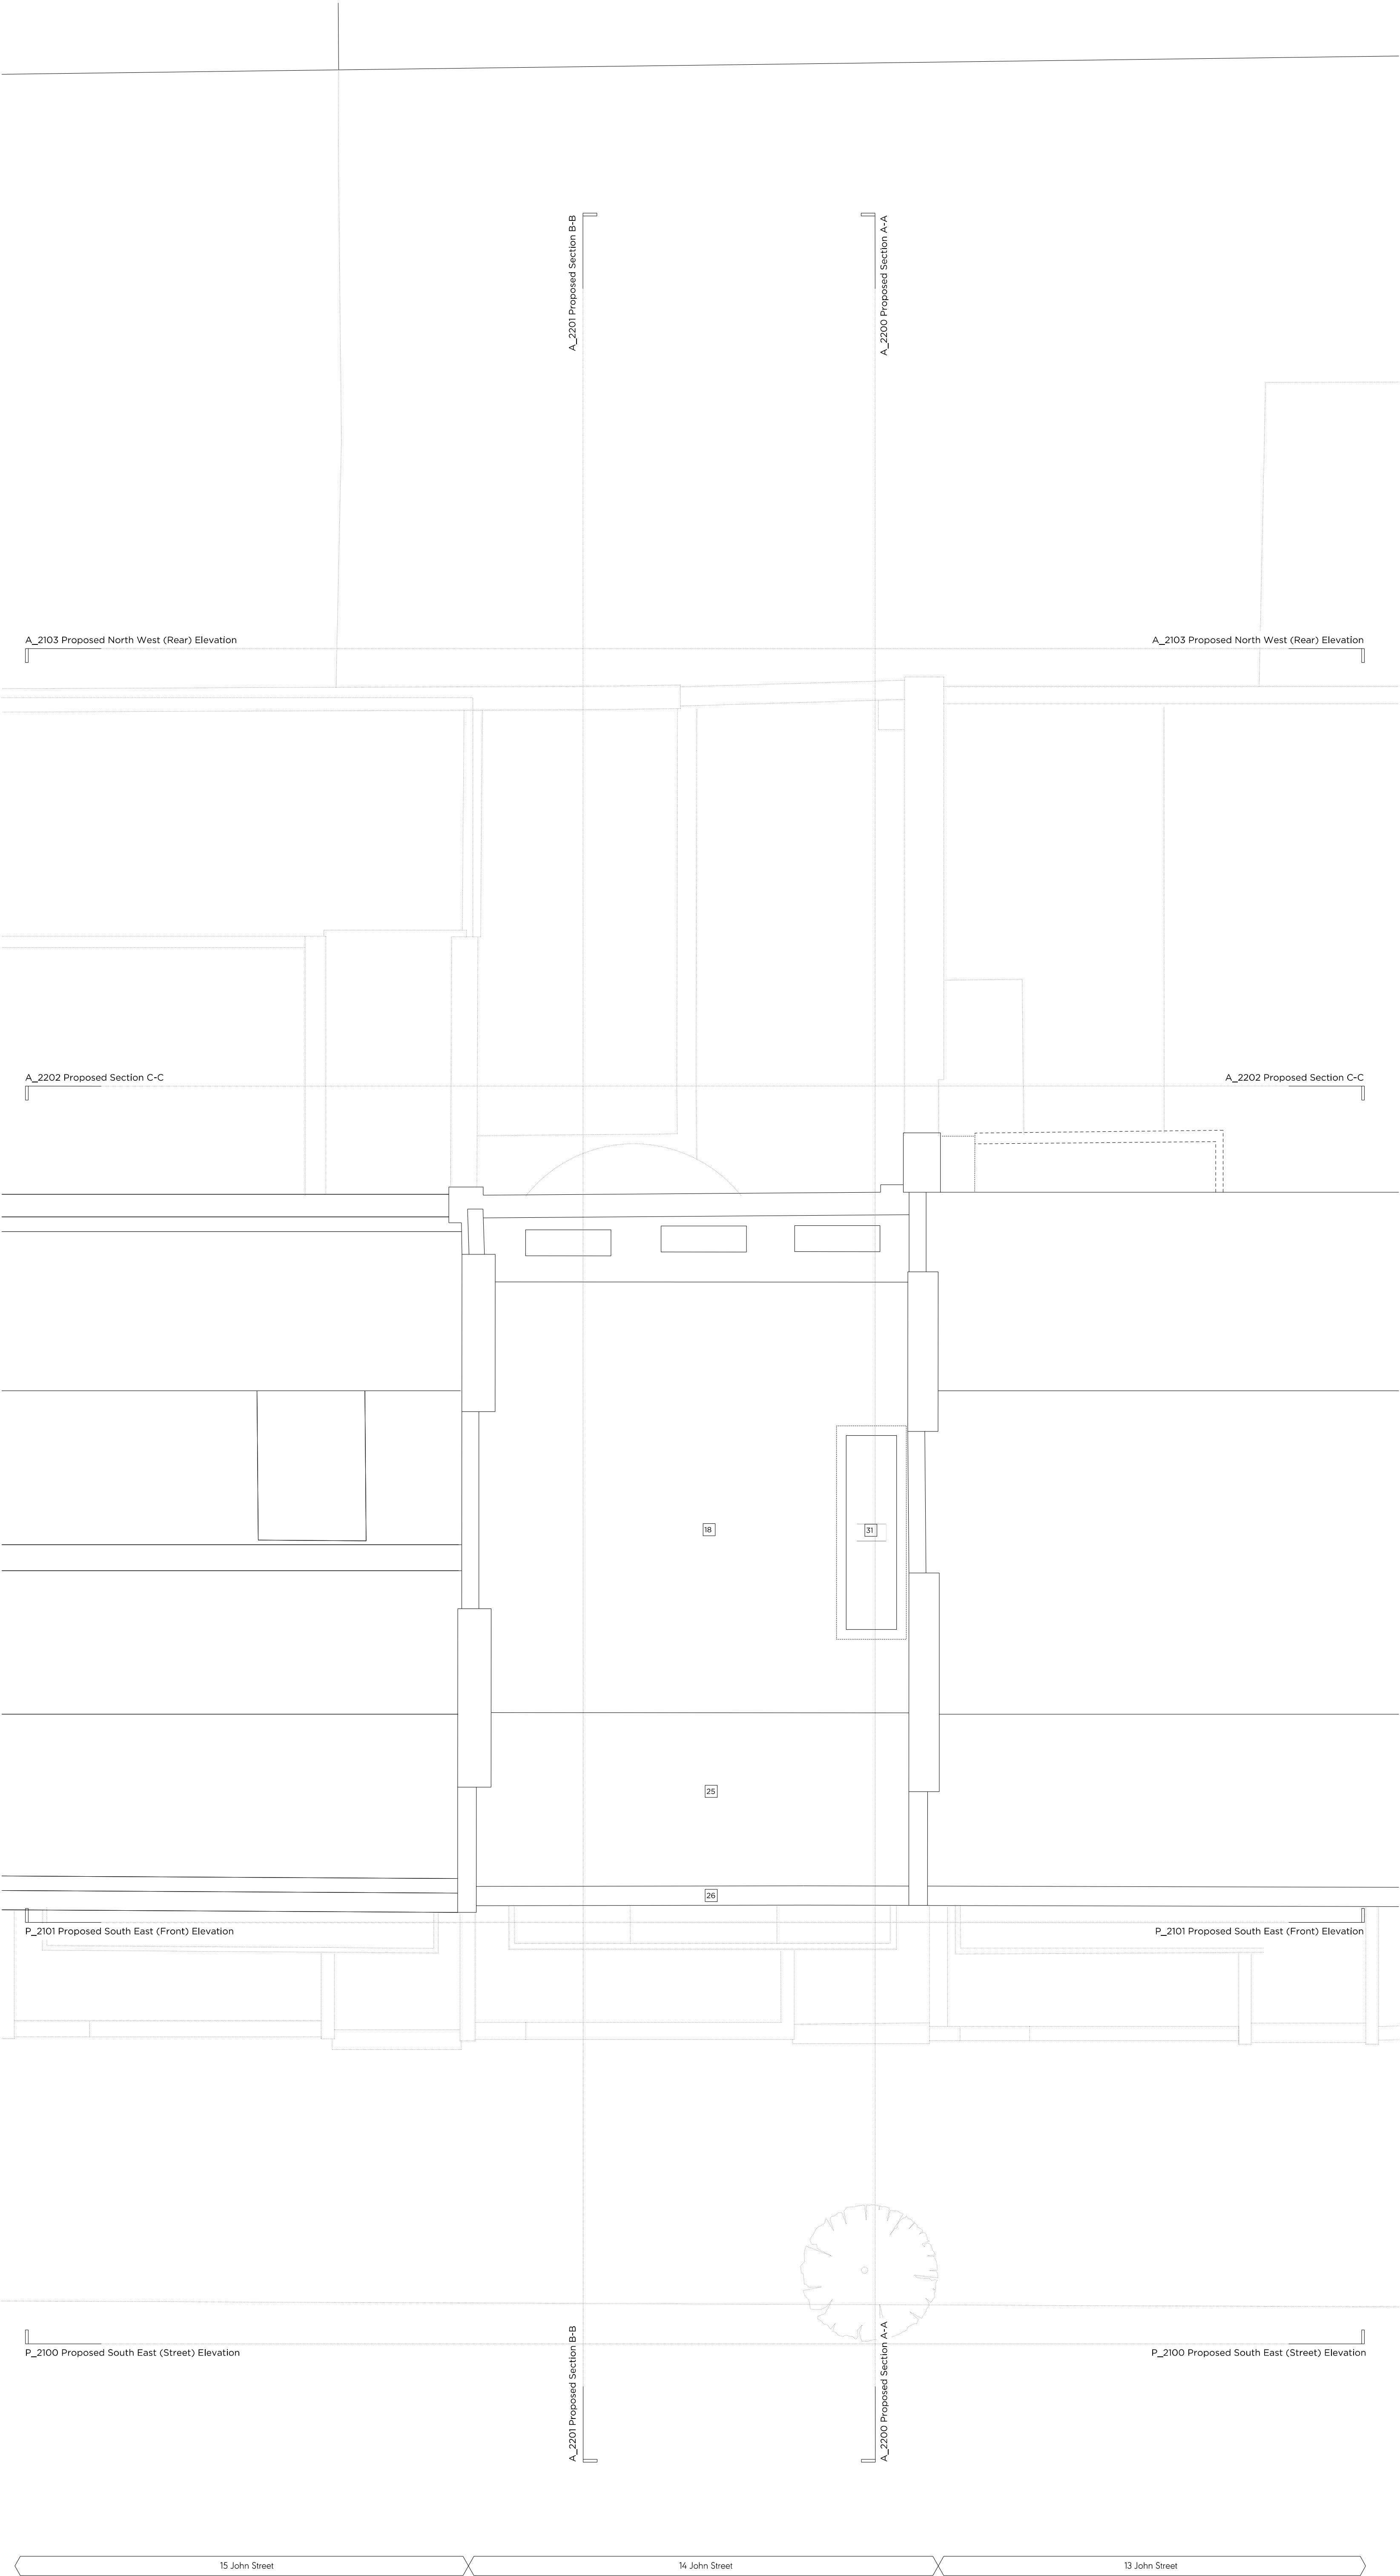 A_2201 Proposed Section B-B
A_2200 Proposed Section A-A
A_2103 Proposed North West (Rear) Elevation
A_2103 Proposed North West (Rear) Elevation
A_2202 Proposed Section C-C
A_2202 Proposed Section C-C
18
31
25
26
P_2101 Proposed South East (Front) Elevation
P_2101 Proposed South East (Front) Elevation
P_2100 Proposed South East (Street) Elevation
P_2100 Proposed South East (Street) Elevation
A_2201 Proposed Section B-B
A_2200 Proposed Section A-A
15 John Street
14 John Street
13 John Street